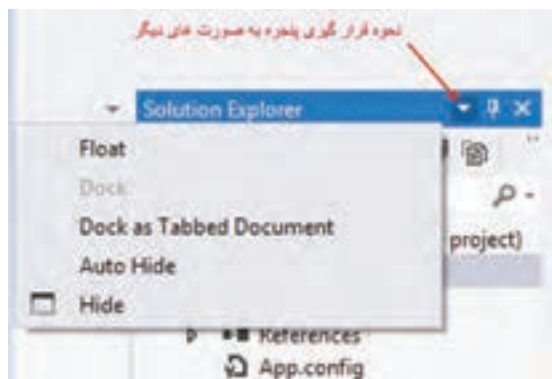 نحوه قرار گیری پنجره به صورت های دیگر
Solution Explorer
Float
Dock
Dock as Tabbed Document
project)
Auto Hide
Hide
References
App.config